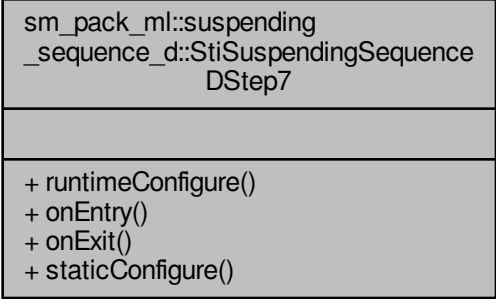 sm_pack_ml::suspending
_sequence_d::StiSuspendingSequence
DStep7
+ runtimeConfigure()
+ onEntry()
+ onExit()
+ staticConfigure()